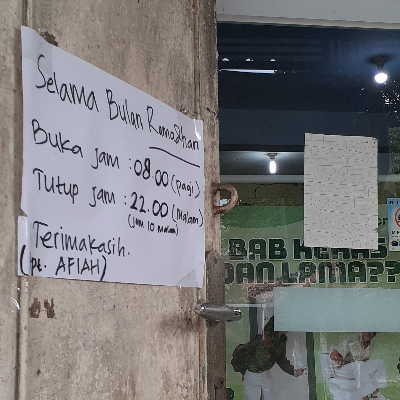 Selama Bulan Ramadhan
Buka jam : 08.00 (pagi)
Tutup jam : 22.00 (malam)
(jam 10 malam)
Terimakasih.
(pt. AFIAH)
BAB KERAS
DAN LAMA??